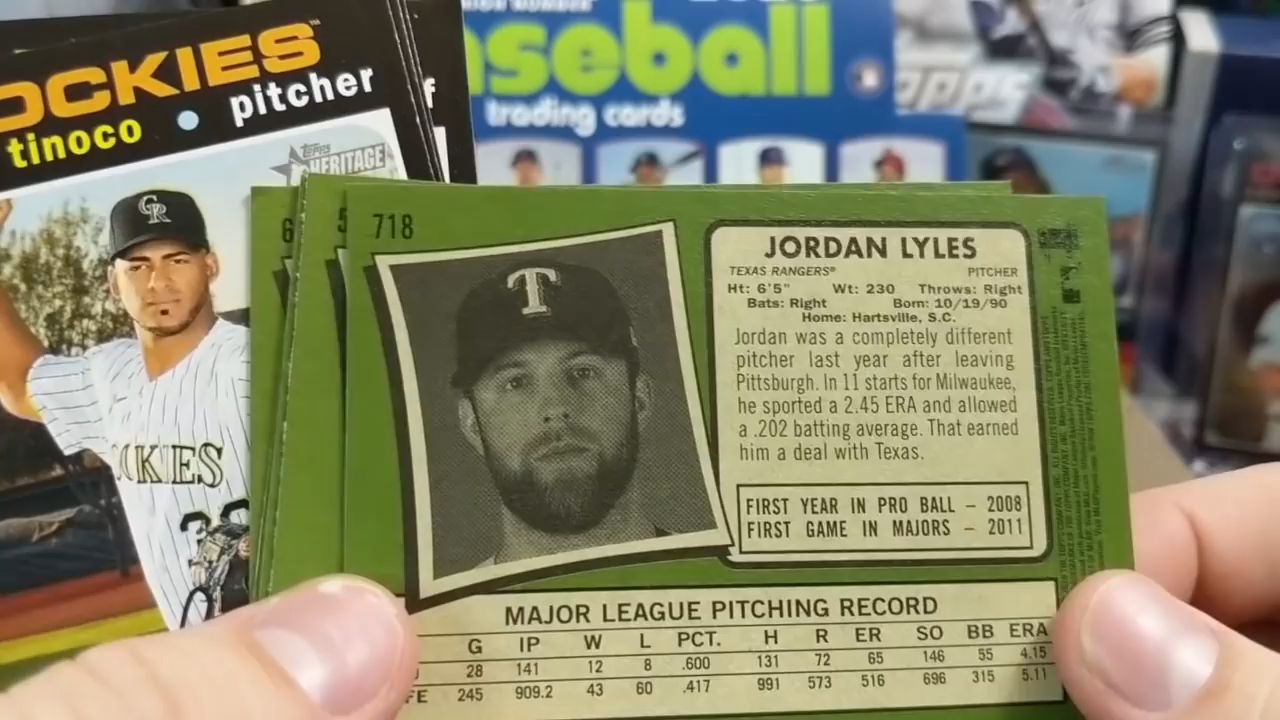 OCKIES™
tinoco • pitcher
f
TOPPS
HERITAGE
CR
OCKIES
aseball
trading cards
TOPPS
6
5
718
T
JORDAN LYLES
TEXAS RANGERS® PITCHER
Ht: 6'5" Wt: 230 Throws: Right
Bats: Right Born: 10/19/90
Home: Hartsville, S.C.
Jordan was a completely different
pitcher last year after leaving
Pittsburgh. In 11 starts for Milwaukee,
he sported a 2.45 ERA and allowed
a .202 batting average. That earned
him a deal with Texas.
FIRST YEAR IN PRO BALL – 2008
FIRST GAME IN MAJORS – 2011
MAJOR LEAGUE PITCHING RECORD
G IP W L PCT. H R ER SO BB ERA
28 141 12 8 .600 131 72 65 146 55 4.15
FE 245 909.2 43 60 .417 991 573 516 696 315 5.11